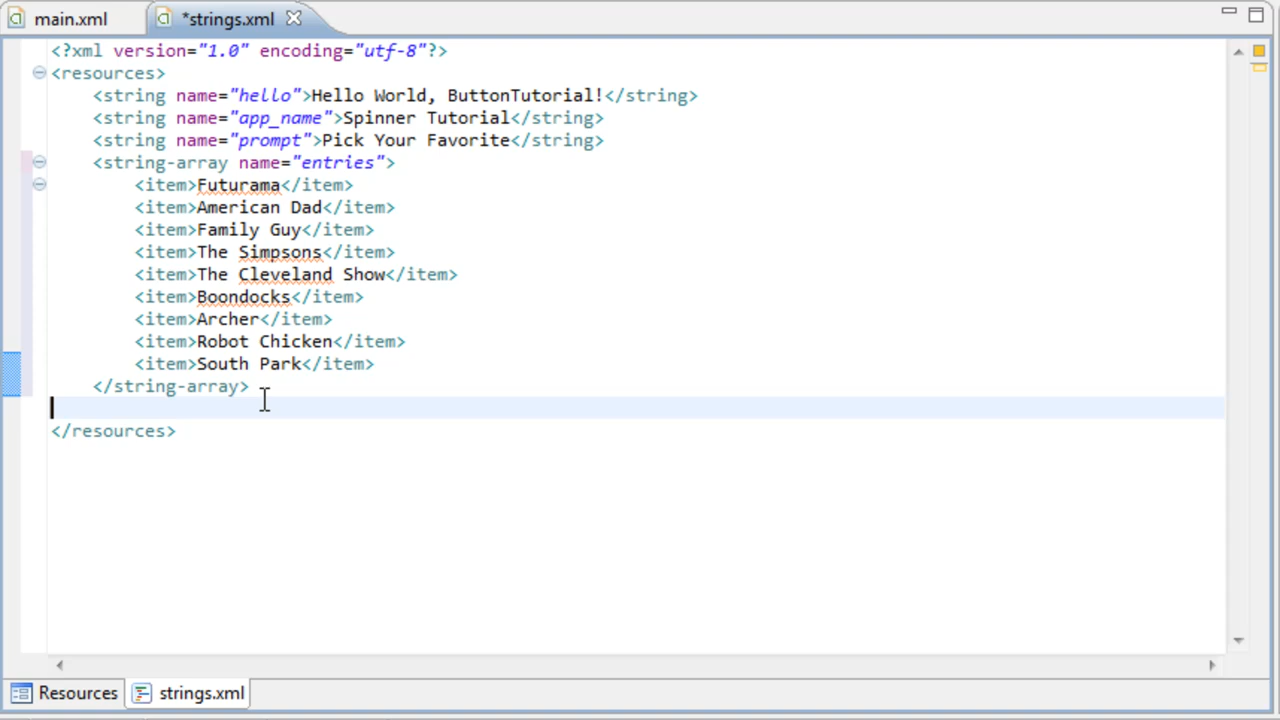 main.xml *strings.xml
<?xml version="1.0" encoding="utf-8"?>
<resources>
    <string name="hello">Hello World, ButtonTutorial!</string>
    <string name="app_name">Spinner Tutorial</string>
    <string name="prompt">Pick Your Favorite</string>
    <string-array name="entries">
        <item>Futurama</item>
        <item>American Dad</item>
        <item>Family Guy</item>
        <item>The Simpsons</item>
        <item>The Cleveland Show</item>
        <item>Boondocks</item>
        <item>Archer</item>
        <item>Robot Chicken</item>
        <item>South Park</item>
    </string-array>
</resources>
Resources strings.xml